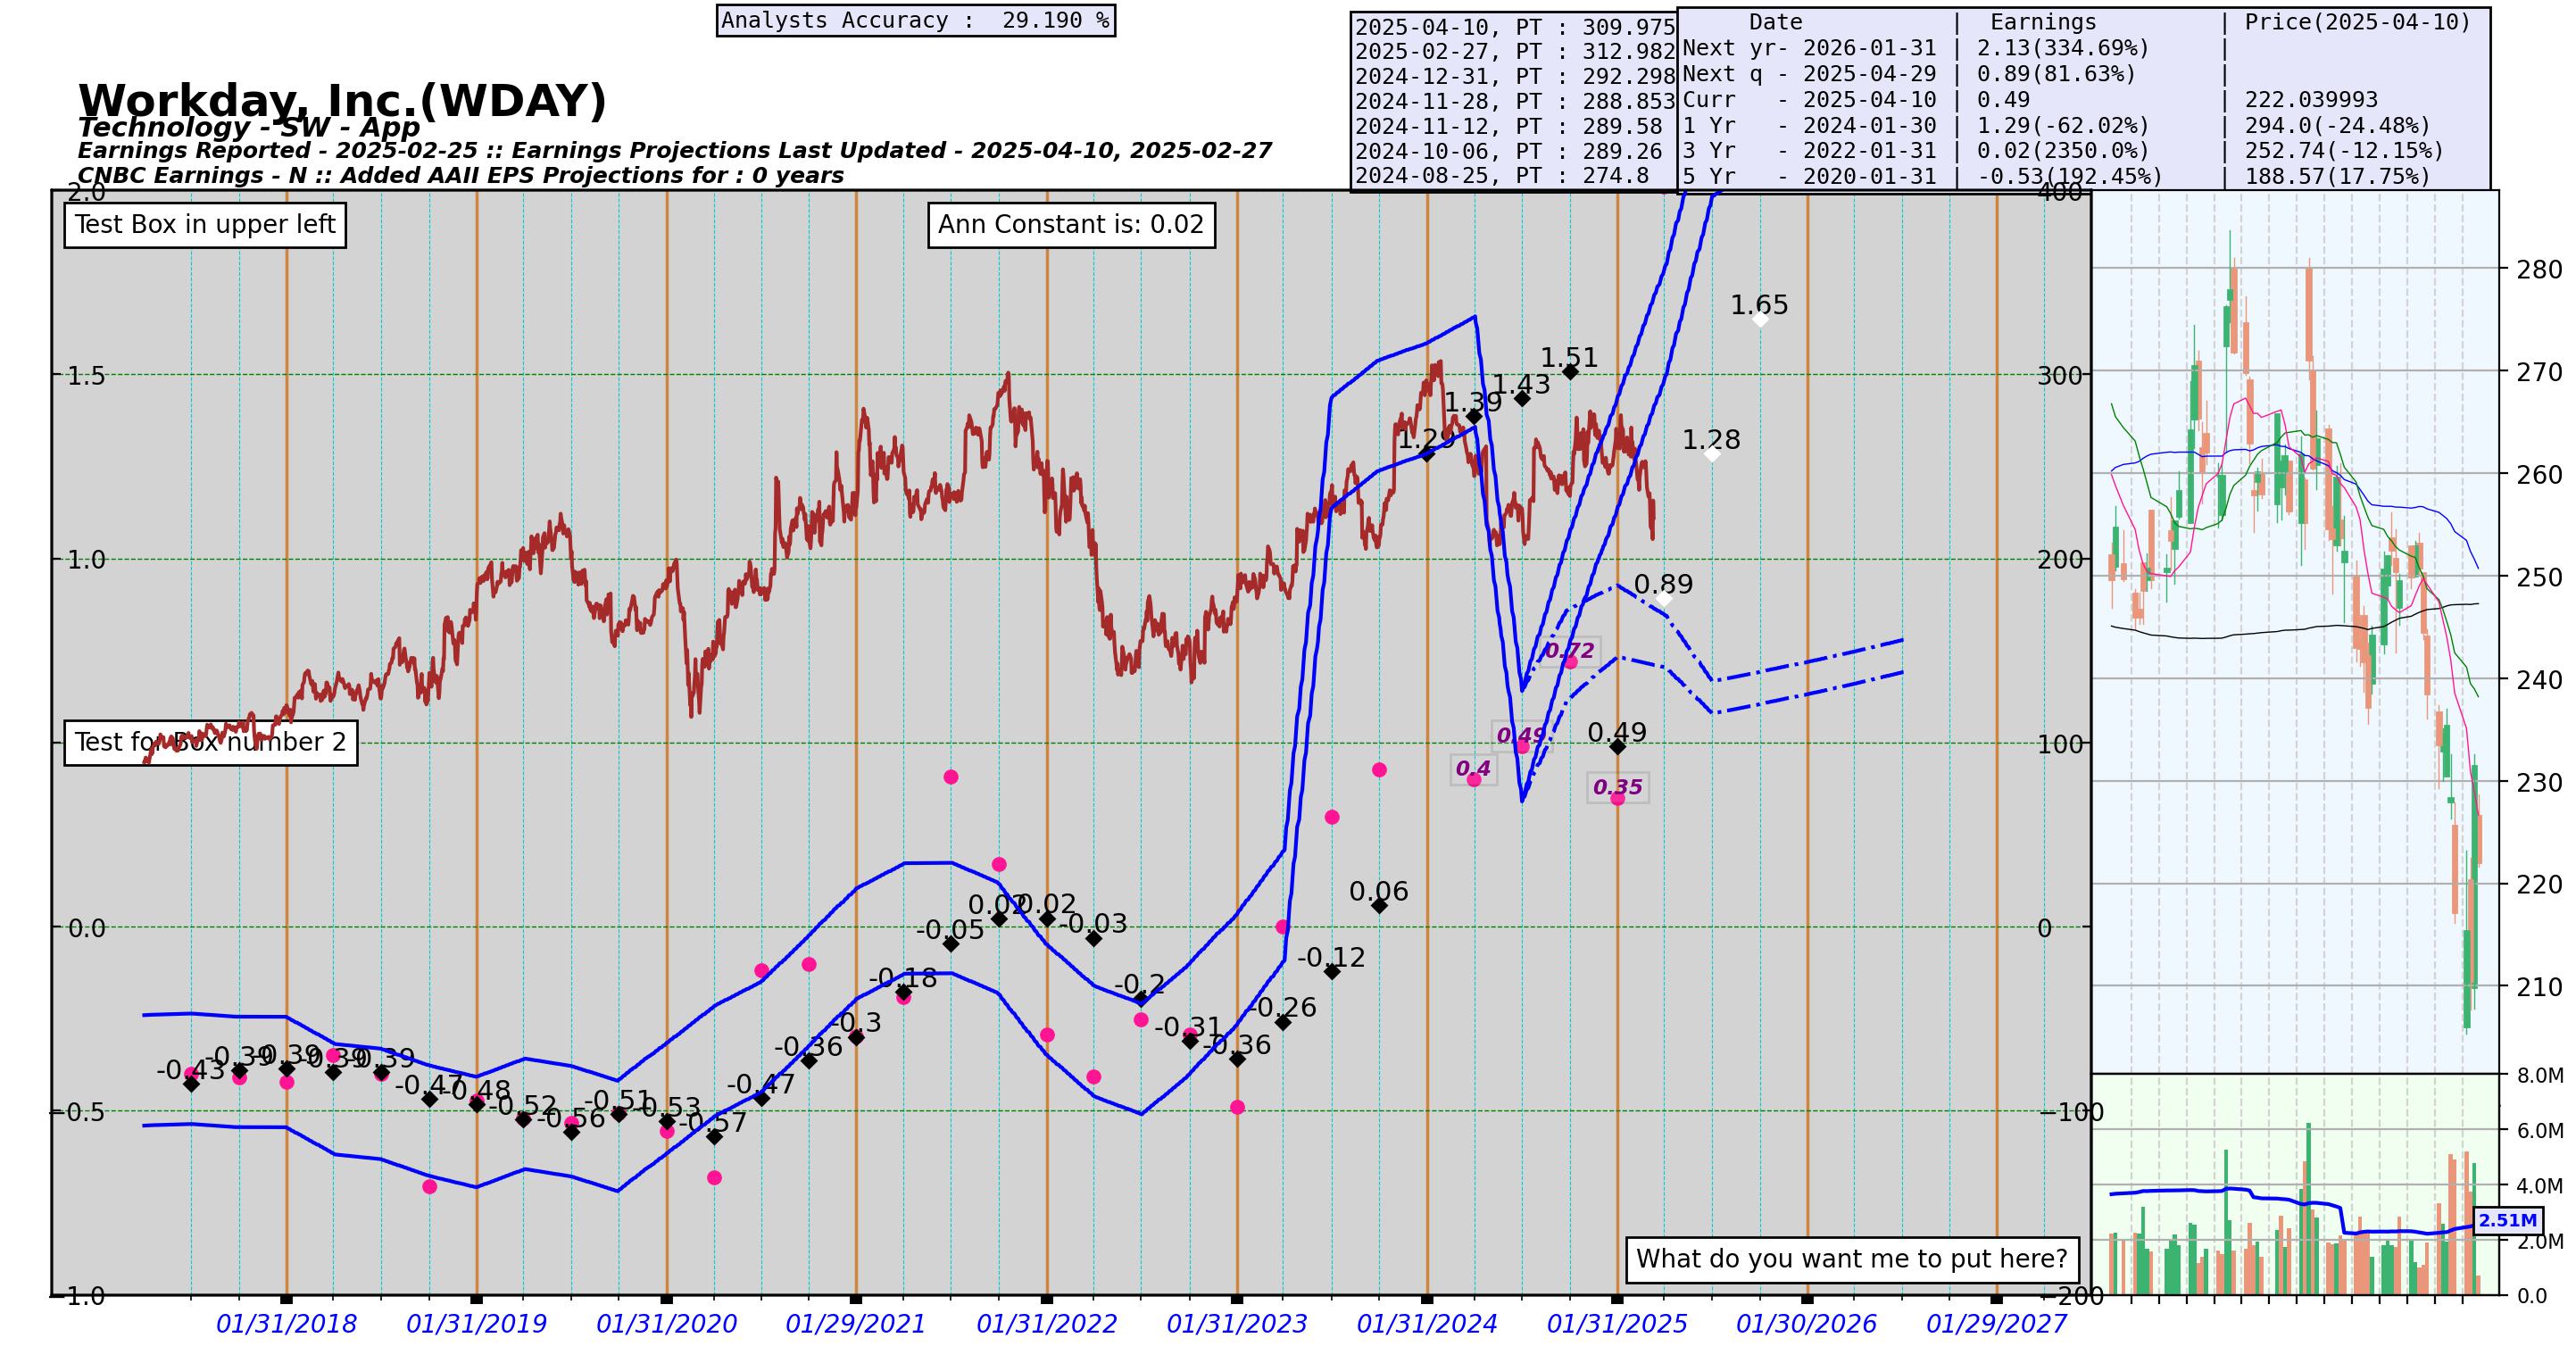 Analysts Accuracy :  29.190 %
2025-04-10, PT : 309.975
2025-02-27, PT : 312.982
2024-12-31, PT : 292.298
2024-11-28, PT : 288.853
2024-11-12, PT : 289.58
2024-10-06, PT : 289.26
2024-08-25, PT : 274.8
Date | Earnings | Price(2025-04-10)
Next yr- 2026-01-31 | 2.13(334.69%) |
Next q - 2025-04-29 | 0.89(81.63%) |
Curr - 2025-04-10 | 0.49 | 222.039993
1 Yr - 2024-01-30 | 1.29(-62.02%) | 294.0(-24.48%)
3 Yr - 2022-01-31 | 0.02(2350.0%) | 252.74(-12.15%)
5 Yr - 2020-01-31 | -0.53(192.45%) | 188.57(17.75%)
Workday, Inc.(WDAY)
Technology - SW - App
Earnings Reported - 2025-02-25 :: Earnings Projections Last Updated - 2025-04-10, 2025-02-27
CNBC Earnings - N :: Added AAII EPS Projections for : 0 years
Test Box in upper left
Ann Constant is: 0.02
Test for Box number 2
What do you want me to put here?
2.0
1.5
1.0
0.0
−0.5
−1.0
400
300
200
100
0
−100
−200
-0.43
-0.39
-0.39
-0.39
-0.39
-0.47
-0.48
-0.52
-0.56
-0.51
-0.53
-0.57
-0.47
-0.36
-0.3
-0.18
-0.05
0.02
0.02
-0.03
-0.2
-0.31
-0.36
-0.26
-0.12
0.06
1.29
1.39
1.43
1.51
0.49
0.89
1.28
1.65
0.4
0.49
0.72
0.35
280
270
260
250
240
230
220
210
8.0M
6.0M
4.0M
2.51M
2.0M
0.0
01/31/2018
01/31/2019
01/31/2020
01/29/2021
01/31/2022
01/31/2023
01/31/2024
01/31/2025
01/30/2026
01/29/2027